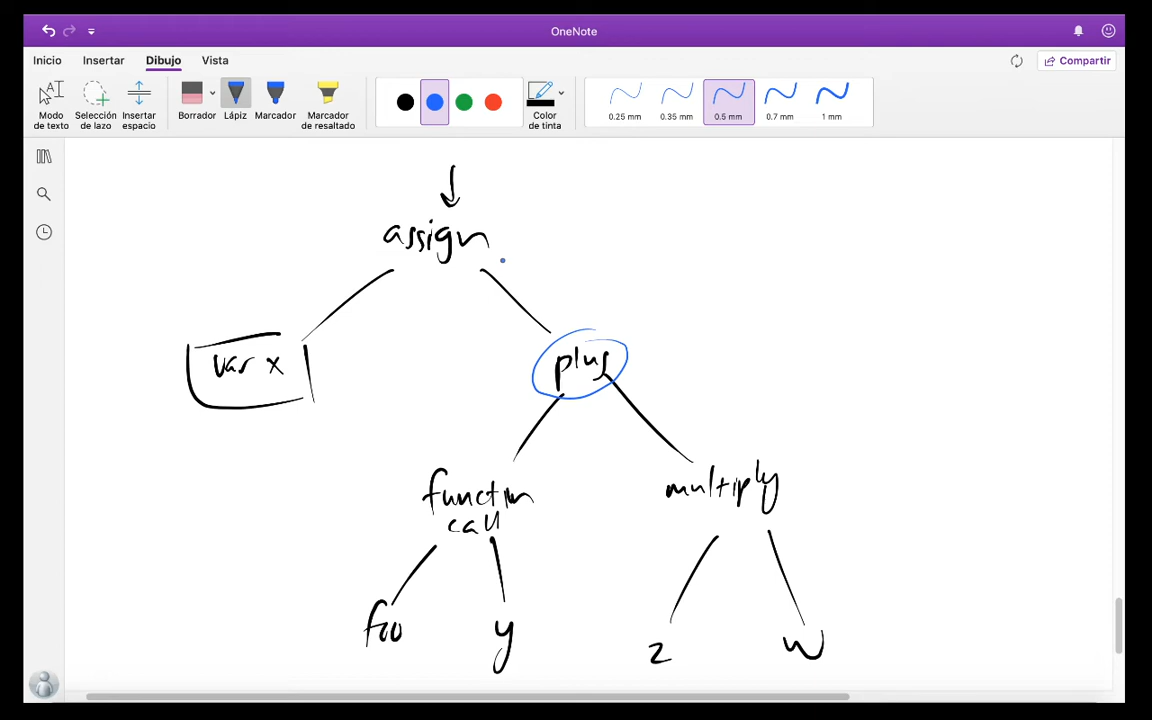 OneNote
Inicio Insertar Dibujo Vista
Compartir
Modo de texto
Selección de lazo
Insertar espacio
Borrador
Lápiz
Marcador
Marcador de resaltado
Color de tinta
0.25 mm
0.35 mm
0.5 mm
0.7 mm
1 mm
assign
var x
plus
function
call
multiply
foo
y
z
w